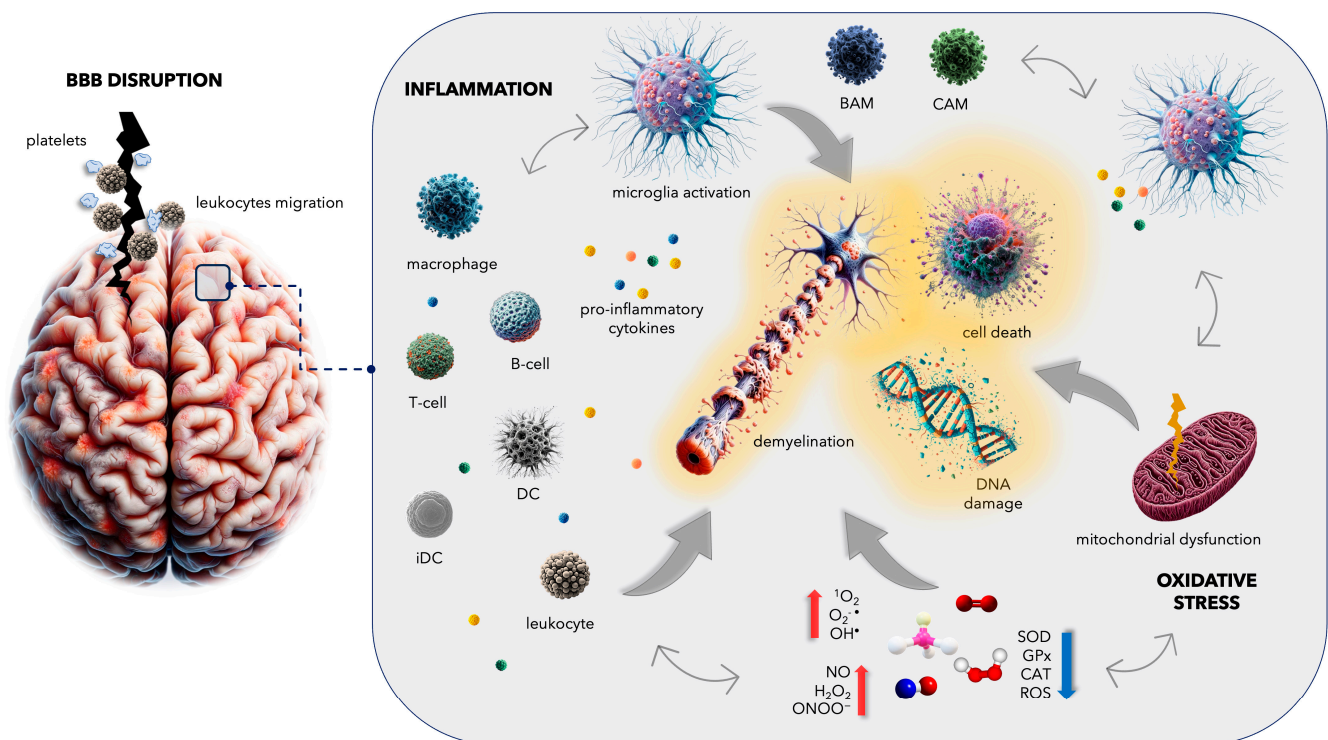 BBB DISRUPTION
platelets
leukocytes migration
INFLAMMATION
microglia activation
BAM
CAM
macrophage
pro-inflammatory
cytokines
B-cell
T-cell
DC
iDC
leukocyte
cell death
demyelination
DNA
damage
mitochondrial dysfunction
OXIDATIVE
STRESS
¹O₂
O₂⁻•
OH•
NO
H₂O₂
ONOO⁻
SOD
GPx
CAT
ROS